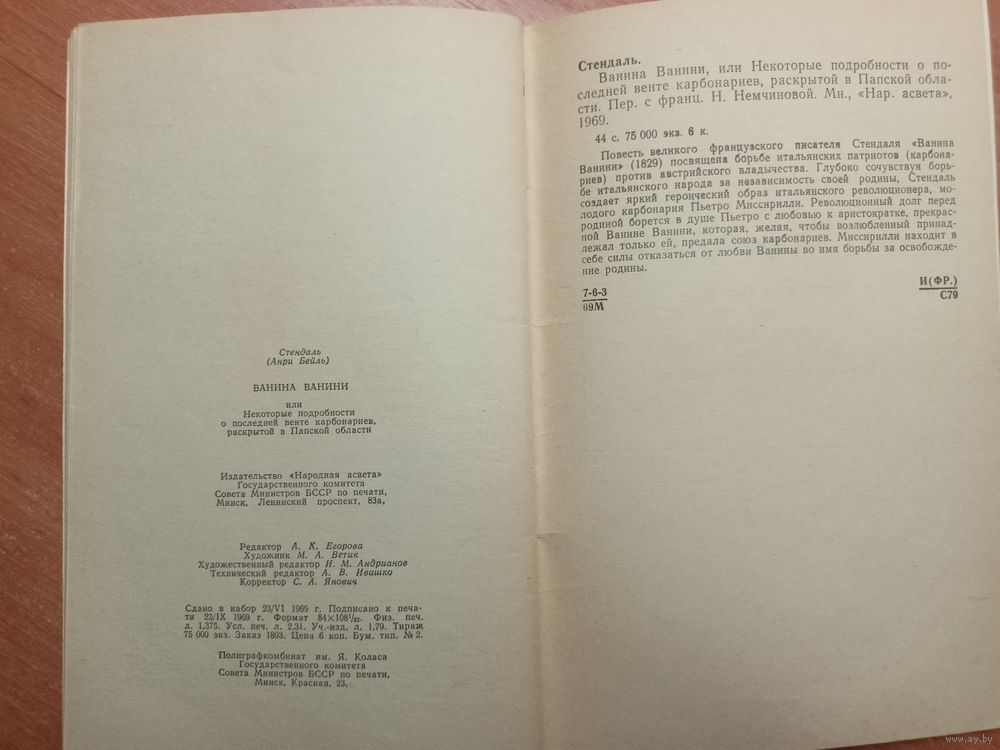 Стендаль
(Анри Бейль)
ВАНИНА ВАНИНИ
или
Некоторые подробности
о последней венте карбонариев,
раскрытой в Папской области
Издательство «Народная асвета»
Государственного комитета
Совета Министров БССР по печати,
Минск, Ленинский проспект, 83а,
Редактор А. К. Егорова
Художник М. А. Ветик
Художественный редактор И. М. Андрианов
Технический редактор А. В. Ивашко
Корректор С. А. Янович
Сдано в набор 23/VI 1969 г. Подписано к печа-
ти 23/IX 1969 г. Формат 84×108¹/₃₂. Физ. печ.
л. 1,375. Усл. печ. л. 2,31. Уч.-изд. л. 1,79. Тираж
75 000 экз. Заказ 1803. Цена 6 коп. Бум. тип. № 2.
Полиграфкомбинат им. Я. Коласа
Государственного комитета
Совета Министров БССР по печати,
Минск, Красная, 23.
Стендаль.
Ванина Ванини, или Некоторые подробности о по-
следней венте карбонариев, раскрытой в Папской обла-
сти. Пер. с франц. Н. Немчиновой. Мн., «Нар. асвета»,
1969.
44 с. 75 000 экз. 6 к.
Повесть великого французского писателя Стендаля «Ванина
Ванини» (1829) посвящена борьбе итальянских патриотов (карбона-
риев) против австрийского владычества. Глубоко сочувствуя борь-
бе итальянского народа за независимость своей родины, Стендаль
создает яркий героический образ итальянского революционера, мо-
лодого карбонария Пьетро Миссирилли. Революционный долг перед
родиной борется в душе Пьетро с любовью к аристократке, прекрас-
ной Ванине Ванини, которая, желая, чтобы возлюбленный принад-
лежал только ей, предала союз карбонариев. Миссирилли находит в
себе силы отказаться от любви Ванины во имя борьбы за освобожде-
ние родины.
7-6-3
69М
И(ФР.)
С79
www.ay.by